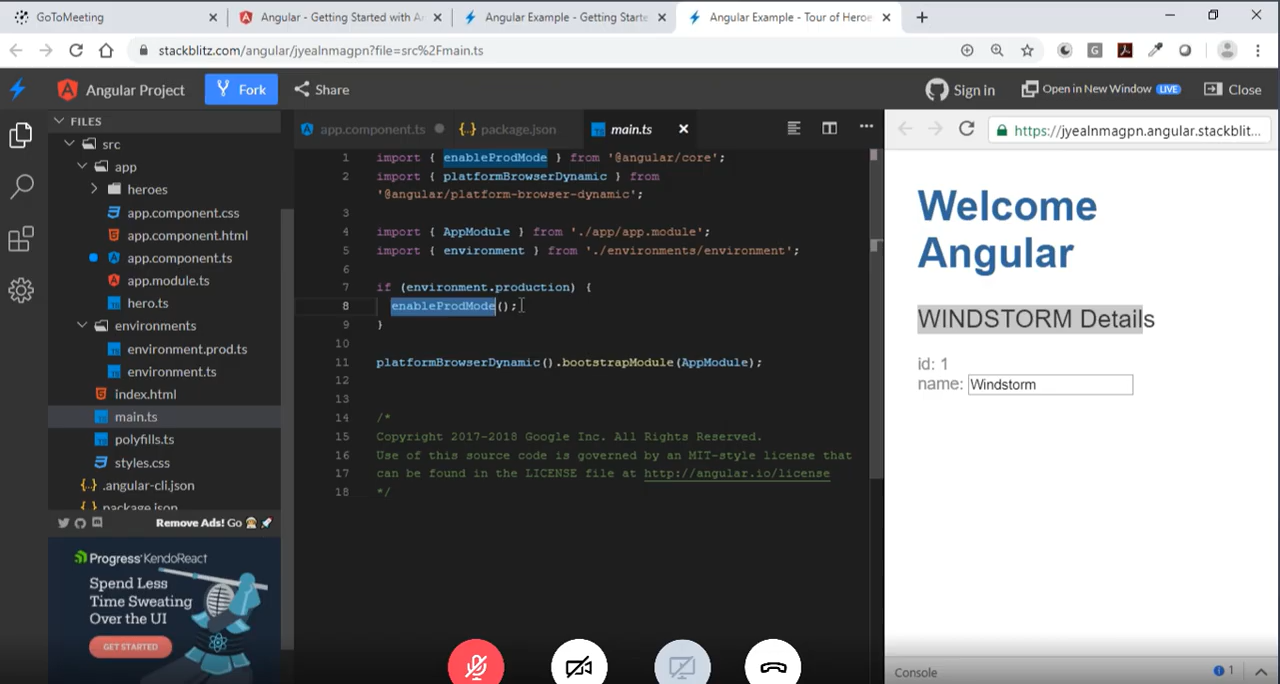 GoToMeeting
Angular - Getting Started with A
Angular Example - Getting Starte
Angular Example - Tour of Heroe
stackblitz.com/angular/jyealnmagpn?file=src%2Fmain.ts
Angular Project
Fork
Share
Sign in
Open in New Window LIVE
Close
FILES
src
app
heroes
app.component.css
app.component.html
app.component.ts
app.module.ts
hero.ts
environments
environment.prod.ts
environment.ts
index.html
main.ts
polyfills.ts
styles.css
.angular-cli.json
package.json
Remove Ads! Go
Progress KendoReact
Spend Less
Time Sweating
Over the UI
GET STARTED
app.component.ts
{.} package.json
main.ts
1 import { enableProdMode } from '@angular/core';
2 import { platformBrowserDynamic } from
'@angular/platform-browser-dynamic';
3
4 import { AppModule } from './app/app.module';
5 import { environment } from './environments/environment';
6
7 if (environment.production) {
8 enableProdMode();
9 }
10
11 platformBrowserDynamic().bootstrapModule(AppModule);
12
13
14 /*
15 Copyright 2017-2018 Google Inc. All Rights Reserved.
16 Use of this source code is governed by an MIT-style license that
17 can be found in the LICENSE file at http://angular.io/license
18 */
https://jyealnmagpn.angular.stackblitz...
Welcome
Angular
WINDSTORM Details
id: 1
name: Windstorm
Console
1